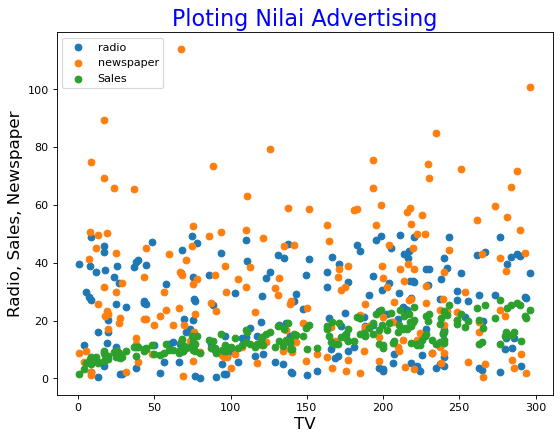 Ploting Nilai Advertising
radio
newspaper
Sales
Radio, Sales, Newspaper
100
80
60
40
20
0
0 50 100 150 200 250 300
TV